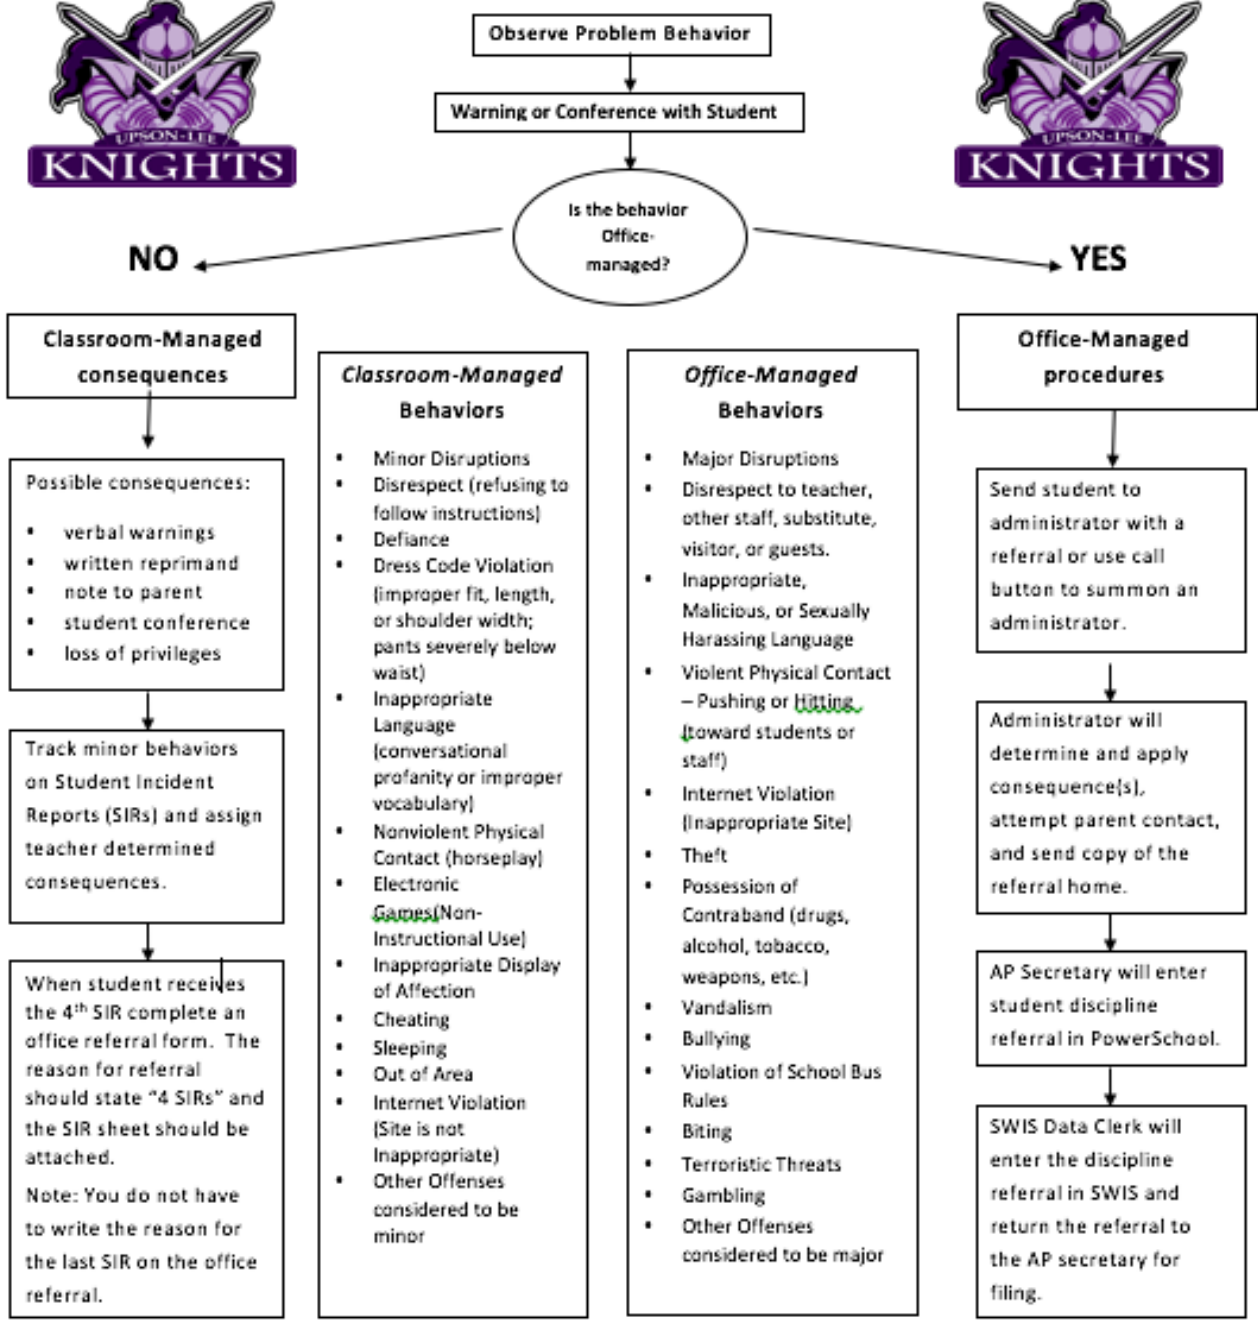 UPSON-LEE
KNIGHTS
Observe Problem Behavior
Warning or Conference with Student
UPSON-LEE
KNIGHTS
Is the behavior
Office-
managed?
NO
YES
Classroom-Managed
consequences
Possible consequences:
▪ verbal warnings
▪ written reprimand
▪ note to parent
▪ student conference
▪ loss of privileges
Track minor behaviors
on Student Incident
Reports (SIRs) and assign
teacher determined
consequences.
When student receives
the 4th SIR complete an
office referral form. The
reason for referral
should state "4 SIRs" and
the SIR sheet should be
attached.
Note: You do not have
to write the reason for
the last SIR on the office
referral.
Classroom-Managed
Behaviors
▪ Minor Disruptions
▪ Disrespect (refusing to
follow instructions)
▪ Defiance
▪ Dress Code Violation
(improper fit, length,
or shoulder width;
pants severely below
waist)
▪ Inappropriate
Language
(conversational
profanity or improper
vocabulary)
▪ Nonviolent Physical
Contact (horseplay)
▪ Electronic
Games(Non-
Instructional Use)
▪ Inappropriate Display
of Affection
▪ Cheating
▪ Sleeping
▪ Out of Area
▪ Internet Violation
(Site is not
Inappropriate)
▪ Other Offenses
considered to be
minor
Office-Managed
Behaviors
▪ Major Disruptions
▪ Disrespect to teacher,
other staff, substitute,
visitor, or guests.
▪ Inappropriate,
Malicious, or Sexually
Harassing Language
▪ Violent Physical Contact
– Pushing or Hitting
(toward students or
staff)
▪ Internet Violation
(Inappropriate Site)
▪ Theft
▪ Possession of
Contraband (drugs,
alcohol, tobacco,
weapons, etc.)
▪ Vandalism
▪ Bullying
▪ Violation of School Bus
Rules
▪ Biting
▪ Terroristic Threats
▪ Gambling
▪ Other Offenses
considered to be major
Office-Managed
procedures
Send student to
administrator with a
referral or use call
button to summon an
administrator.
Administrator will
determine and apply
consequence(s),
attempt parent contact,
and send copy of the
referral home.
AP Secretary will enter
student discipline
referral in PowerSchool.
SWIS Data Clerk will
enter the discipline
referral in SWIS and
return the referral to
the AP secretary for
filing.